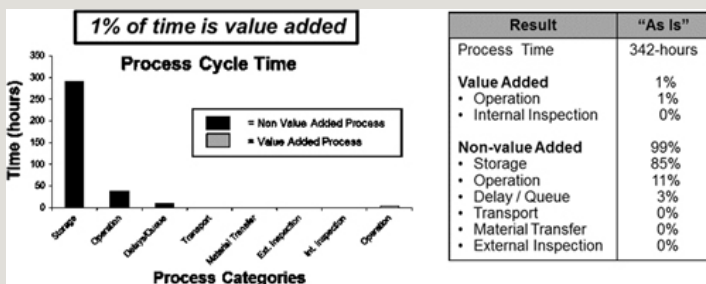 1% of time is value added
Process Cycle Time
Time (hours)
350
300
250
200
150
100
50
0
= Non Value Added Process
= Value Added Process
Storage
Operation
Delays/Queue
Transport
Material Transfer
Ext. Inspection
Int. Inspection
Operation
Process Categories
Result "As Is"
Process Time 342-hours
Value Added 1%
• Operation 1%
• Internal Inspection 0%
Non-value Added 99%
• Storage 85%
• Operation 11%
• Delay / Queue 3%
• Transport 0%
• Material Transfer 0%
• External Inspection 0%